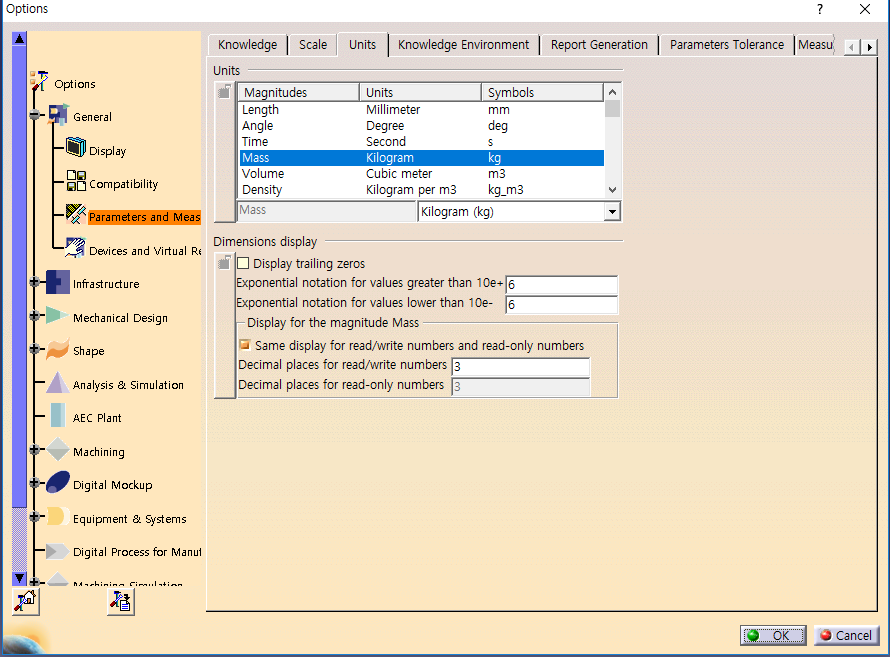 Options
?
Options
General
Display
Compatibility
Parameters and Meas
Devices and Virtual Re
Infrastructure
Mechanical Design
Shape
Analysis & Simulation
AEC Plant
Machining
Digital Mockup
Equipment & Systems
Digital Process for Manuf
Machining Simulation
Knowledge Scale Units Knowledge Environment Report Generation Parameters Tolerance Measu
Units
Magnitudes Units Symbols
Length Millimeter mm
Angle Degree deg
Time Second s
Mass Kilogram kg
Volume Cubic meter m3
Density Kilogram per m3 kg_m3
Mass Kilogram (kg)
Dimensions display
Display trailing zeros
Exponential notation for values greater than 10e+ 6
Exponential notation for values lower than 10e- 6
Display for the magnitude Mass
Same display for read/write numbers and read-only numbers
Decimal places for read/write numbers 3
Decimal places for read-only numbers 3
OK Cancel